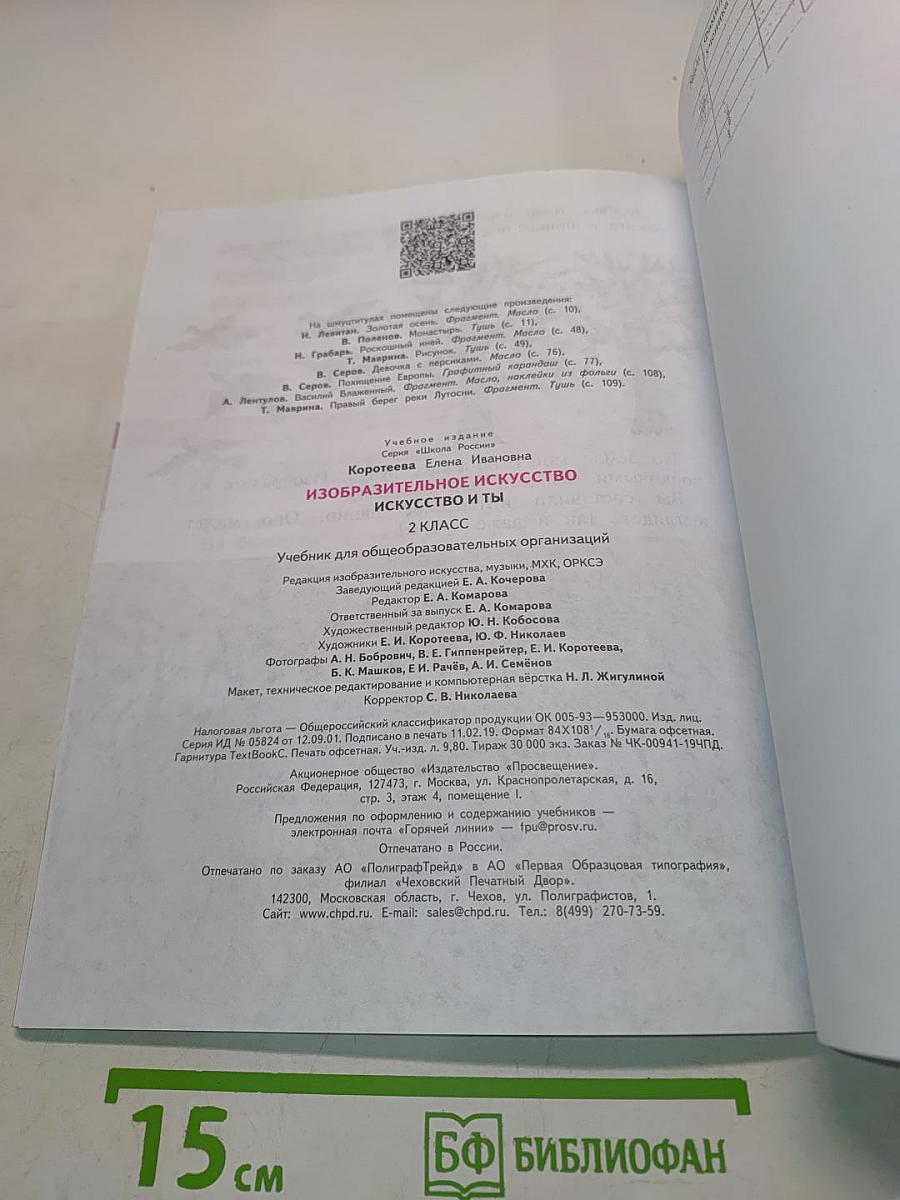 На шмуцтитулах помещены следующие произведения:
И. Левитан. Золотая осень. Фрагмент. Масло (с. 10),
В. Поленов. Монастырь. Тушь (с. 11),
И. Грабарь. Роскошный иней. Фрагмент. Масло (с. 48),
Т. Маврина. Рисунок. Тушь (с. 49),
В. Серов. Девочка с персиками. Масло (с. 76),
В. Серов. Похищение Европы. Графитный карандаш (с. 77),
А. Лентулов. Василий Блаженный. Фрагмент. Масло, наклейки из фольги (с. 108),
Т. Маврина. Правый берег реки Лутосни. Фрагмент. Тушь (с. 109).
Учебное издание
Серия «Школа России»
Коротеева Елена Ивановна
ИЗОБРАЗИТЕЛЬНОЕ ИСКУССТВО
ИСКУССТВО И ТЫ
2 КЛАСС
Учебник для общеобразовательных организаций
Редакция изобразительного искусства, музыки, МХК, ОРКСЭ
Заведующий редакцией Е. А. Кочерова
Редактор Е. А. Комарова
Ответственный за выпуск Е. А. Комарова
Художественный редактор Ю. Н. Кобосова
Художники Е. И. Коротеева, Ю. Ф. Николаев
Фотографы А. Н. Бобрович, В. Е. Гиппенрейтер, Е. И. Коротеева,
Б. К. Машков, Е И. Рачёв, А. И. Семёнов
Макет, техническое редактирование и компьютерная вёрстка Н. Л. Жигулиной
Корректор С. В. Николаева
Налоговая льгота — Общероссийский классификатор продукции ОК 005-93—953000. Изд. лиц.
Серия ИД № 05824 от 12.09.01. Подписано в печать 11.02.19. Формат 84Х108¹/₁₆. Бумага офсетная.
Гарнитура TextBookC. Печать офсетная. Уч.-изд. л. 9,80. Тираж 30 000 экз. Заказ № ЧК-00941-19ЧПД.
Акционерное общество «Издательство «Просвещение».
Российская Федерация, 127473, г. Москва, ул. Краснопролетарская, д. 16,
стр. 3, этаж 4, помещение I.
Предложения по оформлению и содержанию учебников —
электронная почта «Горячей линии» — fpu@prosv.ru.
Отпечатано в России.
Отпечатано по заказу АО «ПолиграфТрейд» в АО «Первая Образцовая типография»,
филиал «Чеховский Печатный Двор».
142300, Московская область, г. Чехов, ул. Полиграфистов, 1.
Сайт: www.chpd.ru. E-mail: sales@chpd.ru. Тел.: 8(499) 270-73-59.
15 см
БФ БИБЛИОФАН